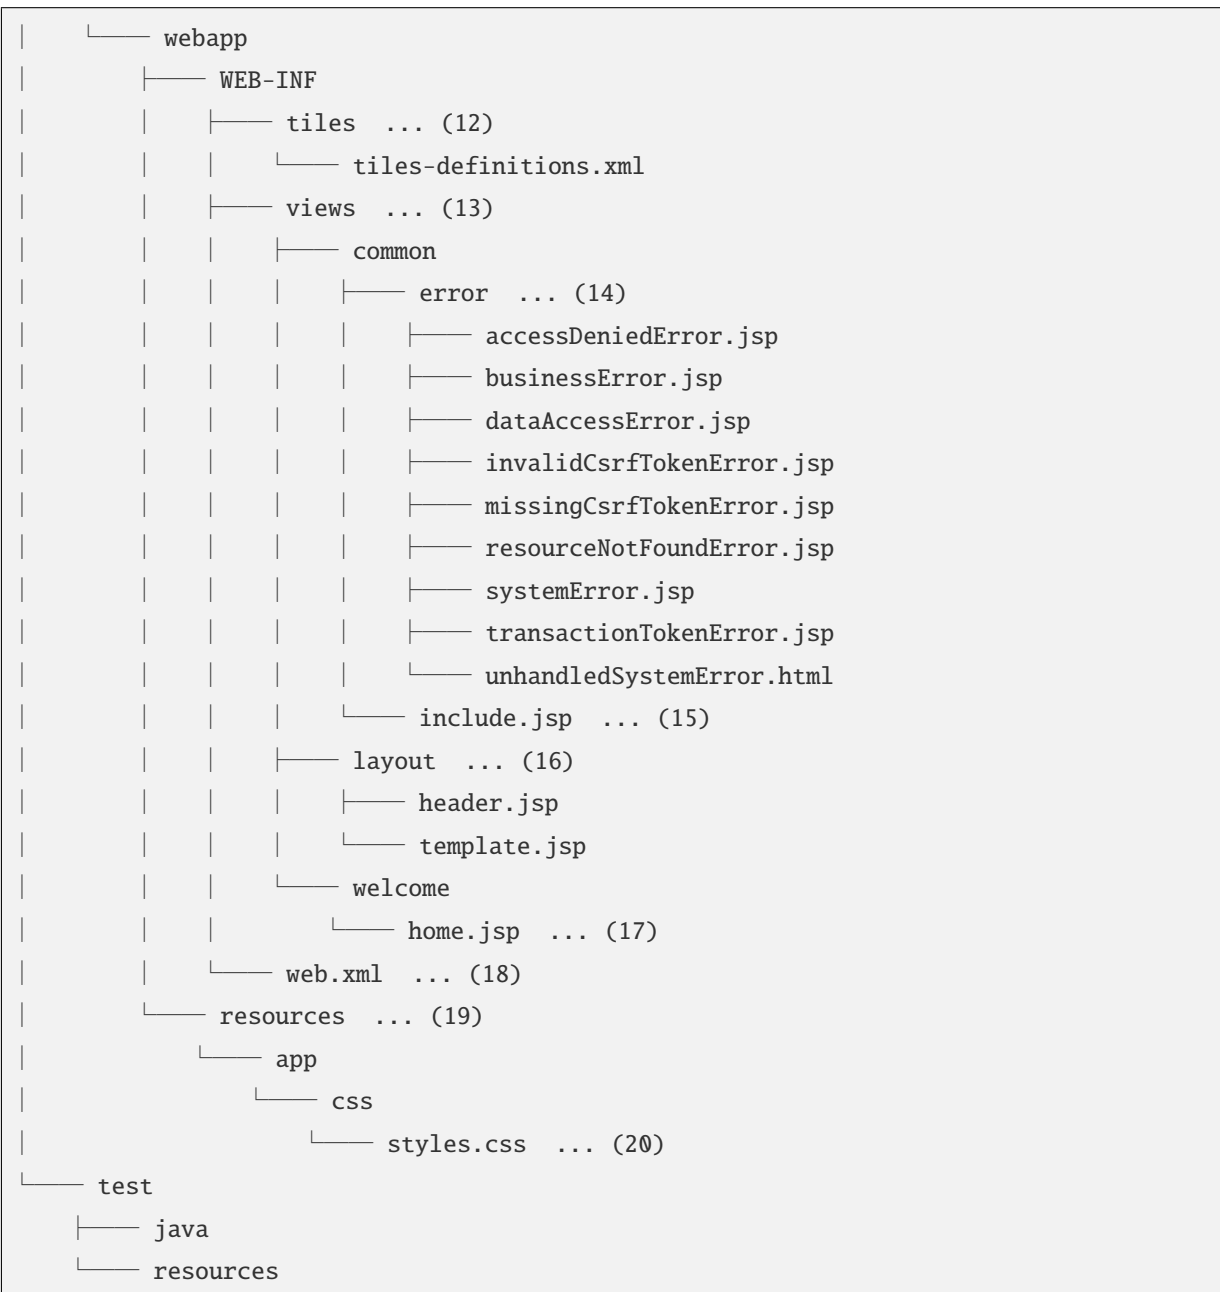 │   └── webapp
│       ├── WEB-INF
│       │   ├── tiles  ... (12)
│       │   │   └── tiles-definitions.xml
│       │   ├── views  ... (13)
│       │   │   ├── common
│       │   │   │   ├── error  ... (14)
│       │   │   │   │   ├── accessDeniedError.jsp
│       │   │   │   │   ├── businessError.jsp
│       │   │   │   │   ├── dataAccessError.jsp
│       │   │   │   │   ├── invalidCsrfTokenError.jsp
│       │   │   │   │   ├── missingCsrfTokenError.jsp
│       │   │   │   │   ├── resourceNotFoundError.jsp
│       │   │   │   │   ├── systemError.jsp
│       │   │   │   │   ├── transactionTokenError.jsp
│       │   │   │   │   └── unhandledSystemError.html
│       │   │   │   └── include.jsp  ... (15)
│       │   │   ├── layout  ... (16)
│       │   │   │   ├── header.jsp
│       │   │   │   └── template.jsp
│       │   │   └── welcome
│       │   │       └── home.jsp  ... (17)
│       │   └── web.xml  ... (18)
│       └── resources  ... (19)
│           └── app
│               └── css
│                   └── styles.css  ... (20)
└── test
    ├── java
    └── resources